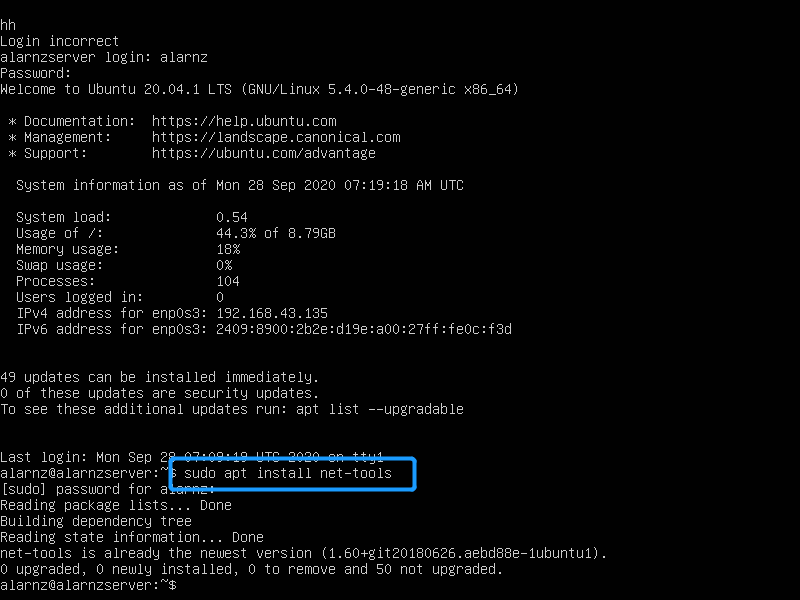 hh
Login incorrect
alarnzserver login: alarnz
Password:
Welcome to Ubuntu 20.04.1 LTS (GNU/Linux 5.4.0-48-generic x86_64)
* Documentation:  https://help.ubuntu.com
* Management:     https://landscape.canonical.com
* Support:        https://ubuntu.com/advantage
System information as of Mon 28 Sep 2020 07:19:18 AM UTC
System load:             0.54
Usage of /:              44.3% of 8.79GB
Memory usage:            18%
Swap usage:              0%
Processes:               104
Users logged in:         0
IPv4 address for enp0s3: 192.168.43.135
IPv6 address for enp0s3: 2409:8900:2b2e:d19e:a00:27ff:fe0c:f3d
49 updates can be installed immediately.
0 of these updates are security updates.
To see these additional updates run: apt list --upgradable
Last login: Mon Sep 28 07:09:19 UTC 2020 on tty1
alarnz@alarnzserver:~$ sudo apt install net-tools
[sudo] password for alarnz:
Reading package lists... Done
Building dependency tree
Reading state information... Done
net-tools is already the newest version (1.60+git20180626.aebd88e-1ubuntu1).
0 upgraded, 0 newly installed, 0 to remove and 50 not upgraded.
alarnz@alarnzserver:~$